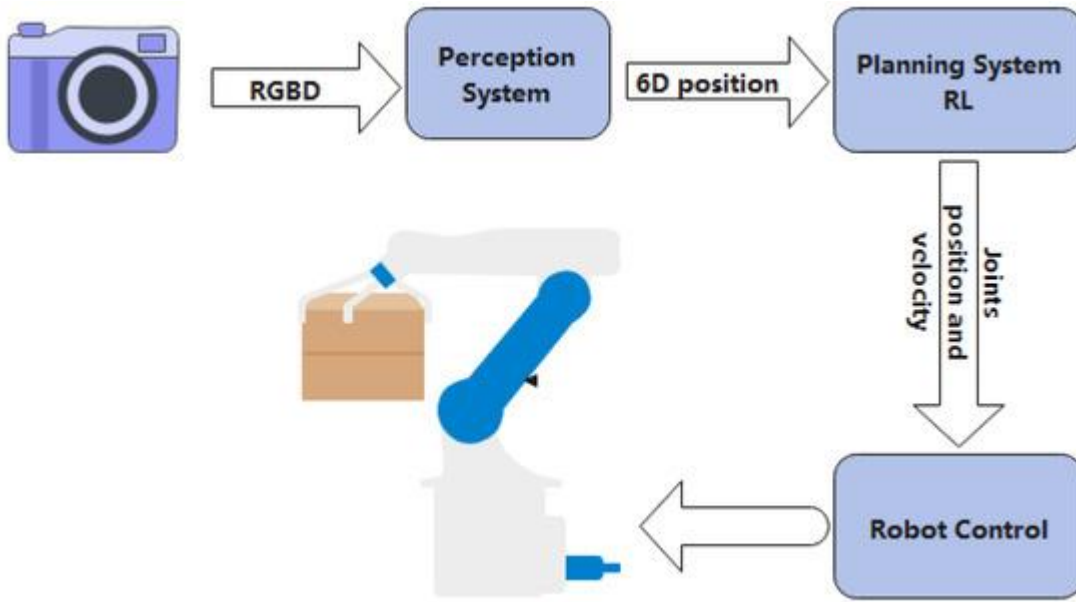 RGBD
Perception
System
6D position
Planning System
RL
Joints
position and
velocity
Robot Control